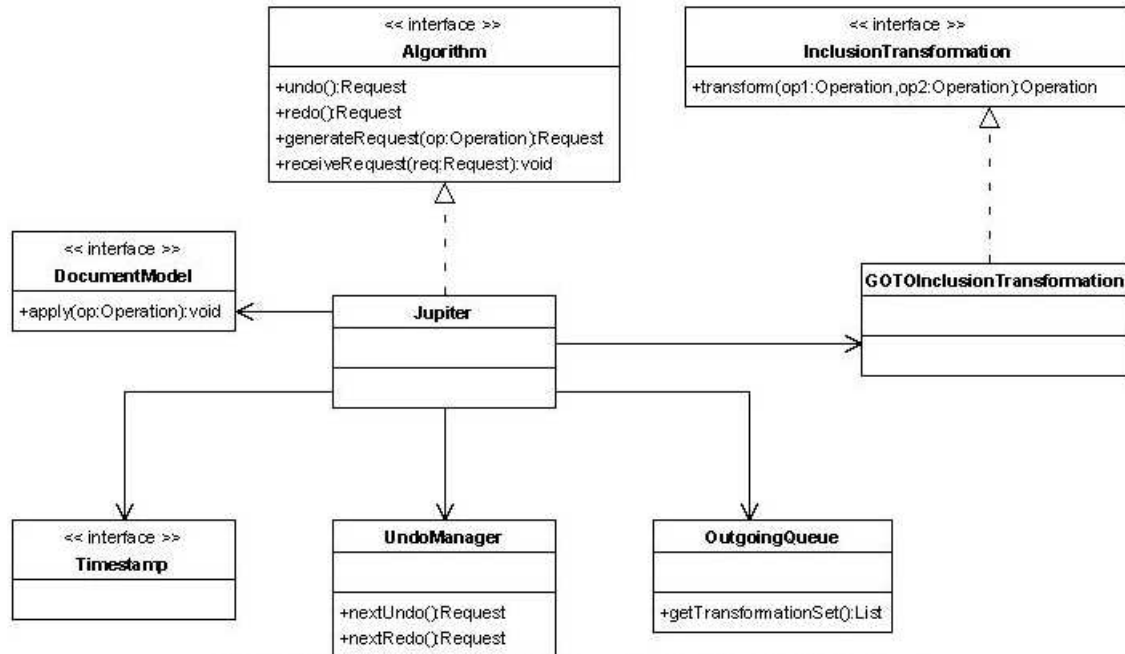 << interface >>
Algorithm
+undo():Request
+redo():Request
+generateRequest(op:Operation):Request
+receiveRequest(req:Request):void
<< interface >>
InclusionTransformation
+transform(op1:Operation,op2:Operation):Operation
<< interface >>
DocumentModel
+apply(op:Operation):void
Jupiter
GOTOInclusionTransformation
<< interface >>
Timestamp
UndoManager
+nextUndo():Request
+nextRedo():Request
OutgoingQueue
+getTransformationSet():List